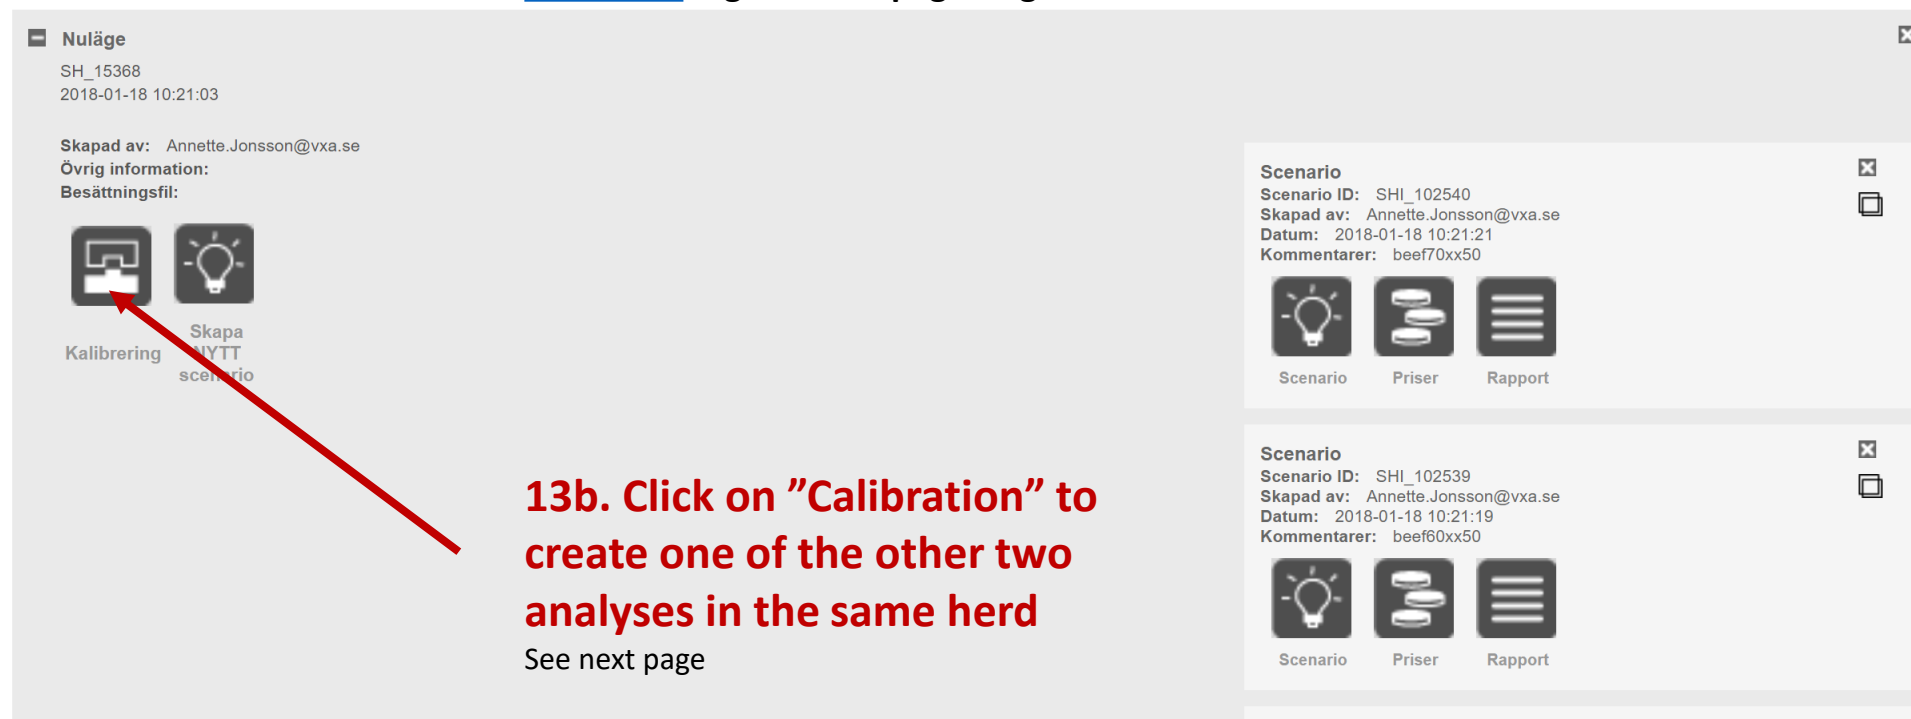 Nuläge
SH_15368
2018-01-18 10:21:03
Skapad av: Annette.Jonsson@vxa.se
Övrig information:
Besättningsfil:
Kalibrering
Skapa
NYTT
scenario
13b. Click on ”Calibration” to
create one of the other two
analyses in the same herd
See next page
Scenario
Scenario ID: SHI_102540
Skapad av: Annette.Jonsson@vxa.se
Datum: 2018-01-18 10:21:21
Kommentarer: beef70xx50
Scenario Priser Rapport
Scenario
Scenario ID: SHI_102539
Skapad av: Annette.Jonsson@vxa.se
Datum: 2018-01-18 10:21:19
Kommentarer: beef60xx50
Scenario Priser Rapport